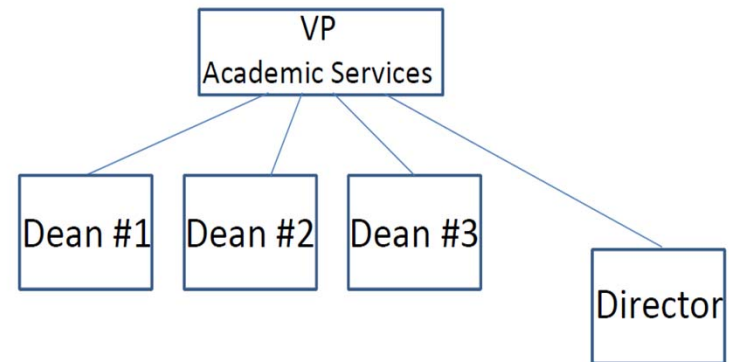 VP
Academic Services
Dean #1
Dean #2
Dean #3
Director